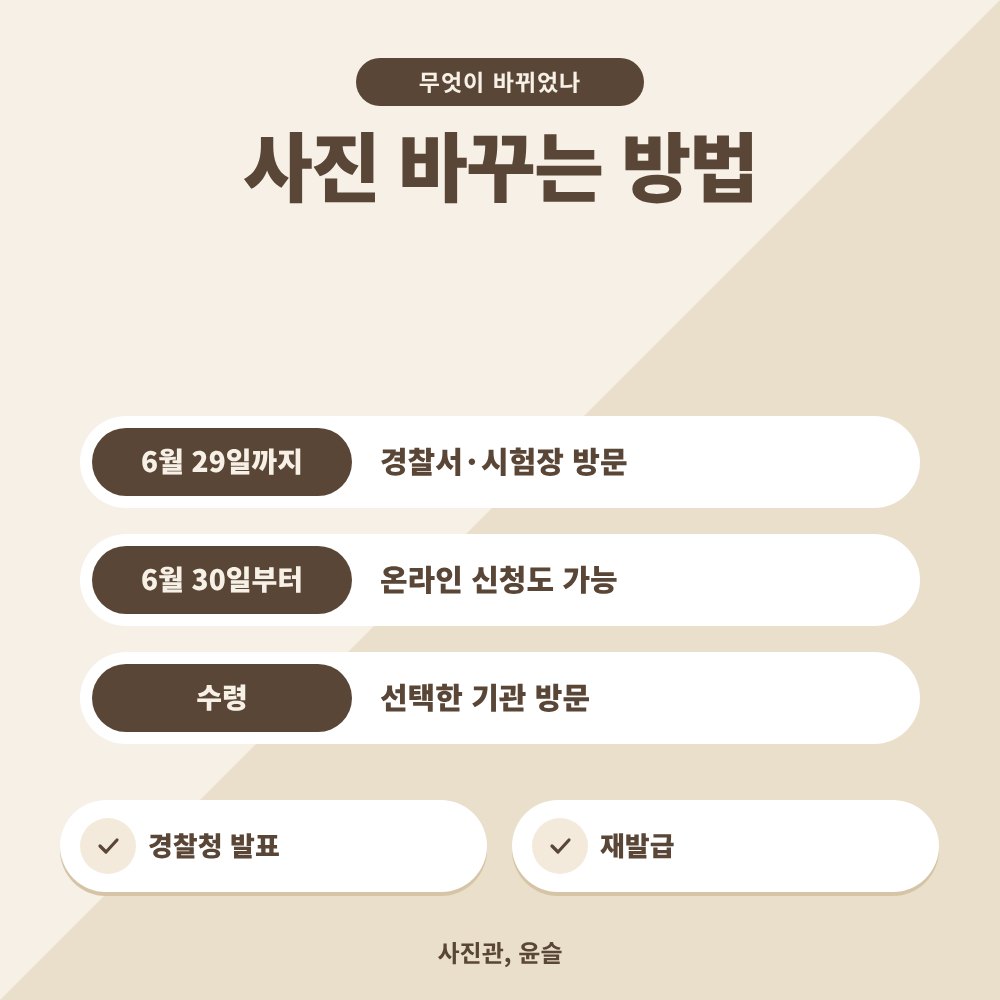 무엇이 바뀌었나
사진 바꾸는 방법
6월 29일까지 경찰서·시험장 방문
6월 30일부터 온라인 신청도 가능
수령 선택한 기관 방문
경찰청 발표 재발급
사진관, 윤슬